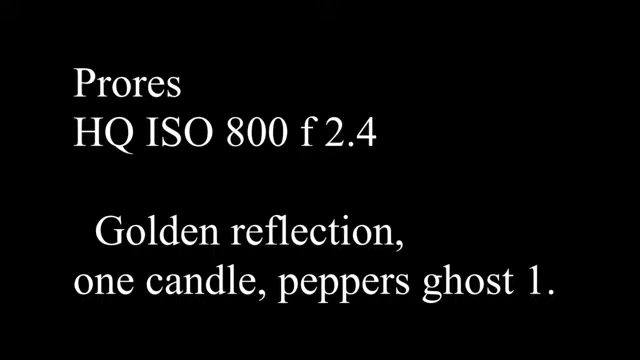 Prores
HQ ISO 800 f 2.4
Golden reflection,
one candle, peppers ghost 1.